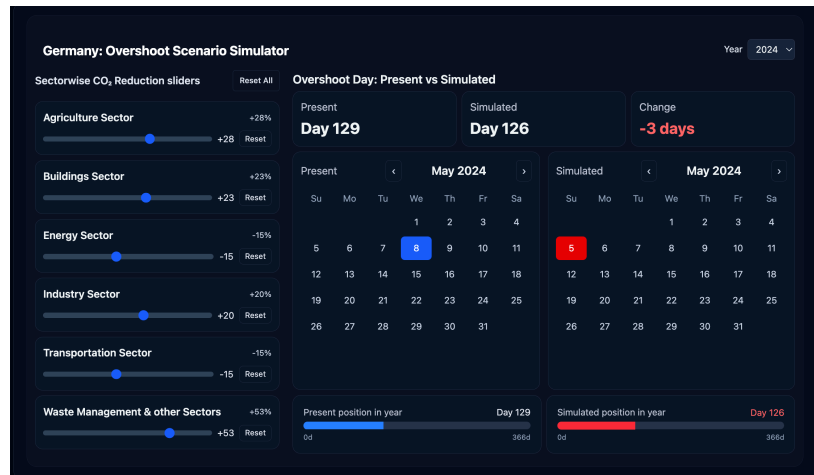 Germany: Overshoot Scenario Simulator
Year 2024
Sectorwise CO₂ Reduction sliders
Reset All
Agriculture Sector +28%
+28 Reset
Buildings Sector +23%
+23 Reset
Energy Sector -15%
-15 Reset
Industry Sector +20%
+20 Reset
Transportation Sector -15%
-15 Reset
Waste Management & other Sectors +53%
+53 Reset
Overshoot Day: Present vs Simulated
Present
Day 129
Simulated
Day 126
Change
-3 days
Present ‹ May 2024 ›
Su Mo Tu We Th Fr Sa
1 2 3 4
5 6 7 8 9 10 11
12 13 14 15 16 17 18
19 20 21 22 23 24 25
26 27 28 29 30 31
Simulated ‹ May 2024 ›
Su Mo Tu We Th Fr Sa
1 2 3 4
5 6 7 8 9 10 11
12 13 14 15 16 17 18
19 20 21 22 23 24 25
26 27 28 29 30 31
Present position in year Day 129
0d 366d
Simulated position in year Day 126
0d 366d